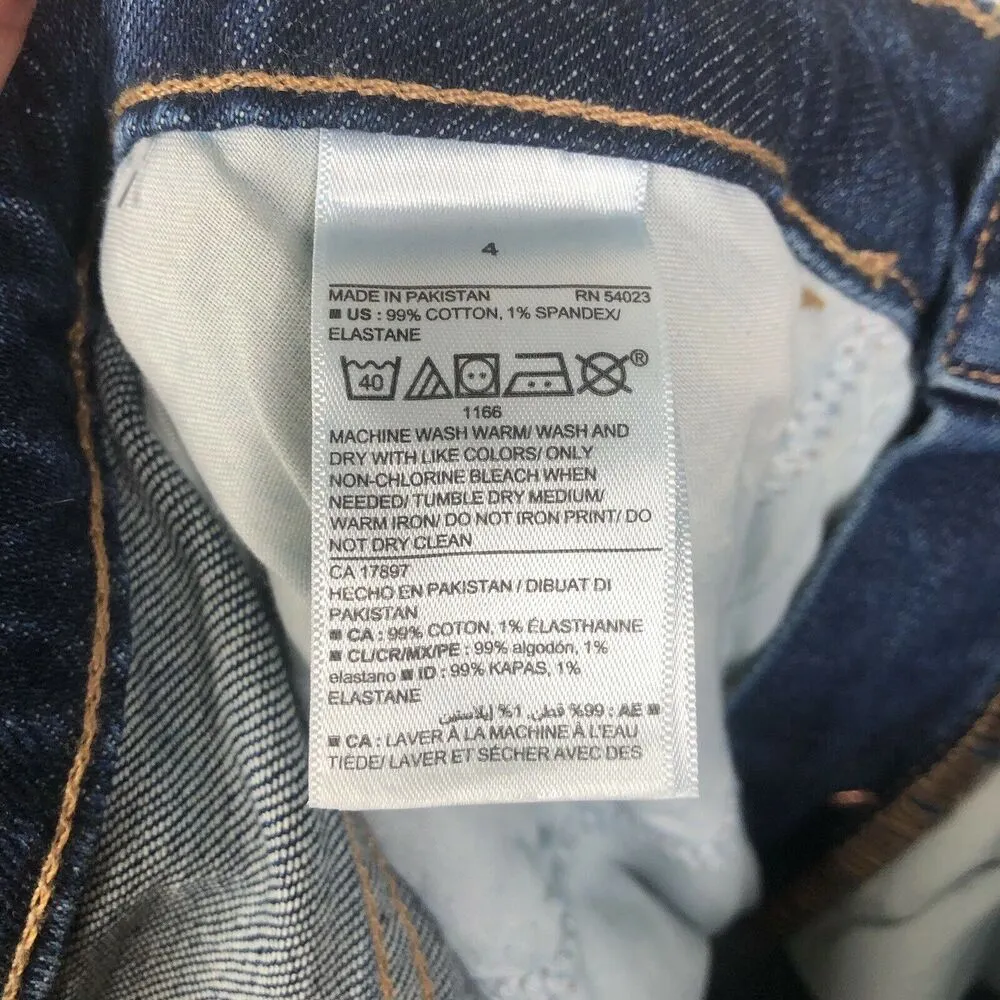 4
MADE IN PAKISTAN RN 54023
■ US : 99% COTTON, 1% SPANDEX/
ELASTANE
40 ®
1166
MACHINE WASH WARM/ WASH AND
DRY WITH LIKE COLORS/ ONLY
NON-CHLORINE BLEACH WHEN
NEEDED/ TUMBLE DRY MEDIUM/
WARM IRON/ DO NOT IRON PRINT/ DO
NOT DRY CLEAN
CA 17897
HECHO EN PAKISTAN / DIBUAT DI
PAKISTAN
■ CA : 99% COTON, 1% ÉLASTHANNE
■ CL/CR/MX/PE : 99% algodón, 1%
elastano ■ ID : 99% KAPAS, 1%
ELASTANE
■ AE : 99% قطن, 1% إيلاستين
■ CA : LAVER À LA MACHINE À L'EAU
TIÈDE/ LAVER ET SÉCHER AVEC DES